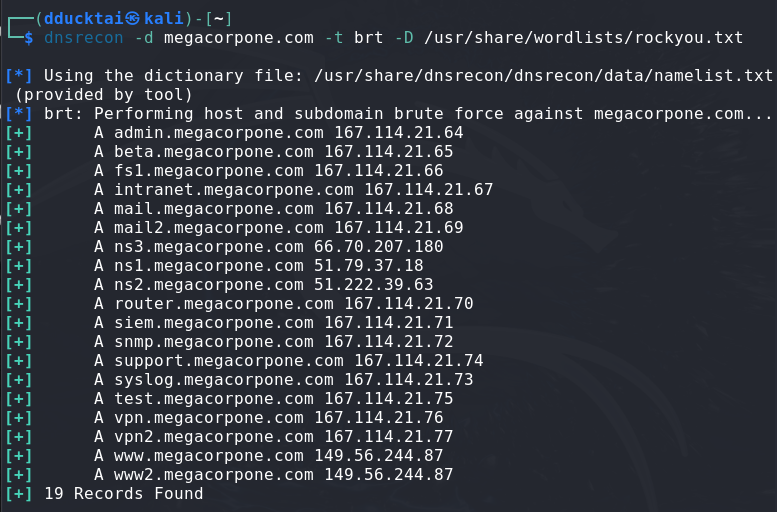 ┌──(dducktai㉿kali)-[~]
└─$ dnsrecon -d megacorpone.com -t brt -D /usr/share/wordlists/rockyou.txt
[*] Using the dictionary file: /usr/share/dnsrecon/dnsrecon/data/namelist.txt
(provided by tool)
[*] brt: Performing host and subdomain brute force against megacorpone.com...
[+] A admin.megacorpone.com 167.114.21.64
[+] A beta.megacorpone.com 167.114.21.65
[+] A fs1.megacorpone.com 167.114.21.66
[+] A intranet.megacorpone.com 167.114.21.67
[+] A mail.megacorpone.com 167.114.21.68
[+] A mail2.megacorpone.com 167.114.21.69
[+] A ns3.megacorpone.com 66.70.207.180
[+] A ns1.megacorpone.com 51.79.37.18
[+] A ns2.megacorpone.com 51.222.39.63
[+] A router.megacorpone.com 167.114.21.70
[+] A siem.megacorpone.com 167.114.21.71
[+] A snmp.megacorpone.com 167.114.21.72
[+] A support.megacorpone.com 167.114.21.74
[+] A syslog.megacorpone.com 167.114.21.73
[+] A test.megacorpone.com 167.114.21.75
[+] A vpn.megacorpone.com 167.114.21.76
[+] A vpn2.megacorpone.com 167.114.21.77
[+] A www.megacorpone.com 149.56.244.87
[+] A www2.megacorpone.com 149.56.244.87
[+] 19 Records Found